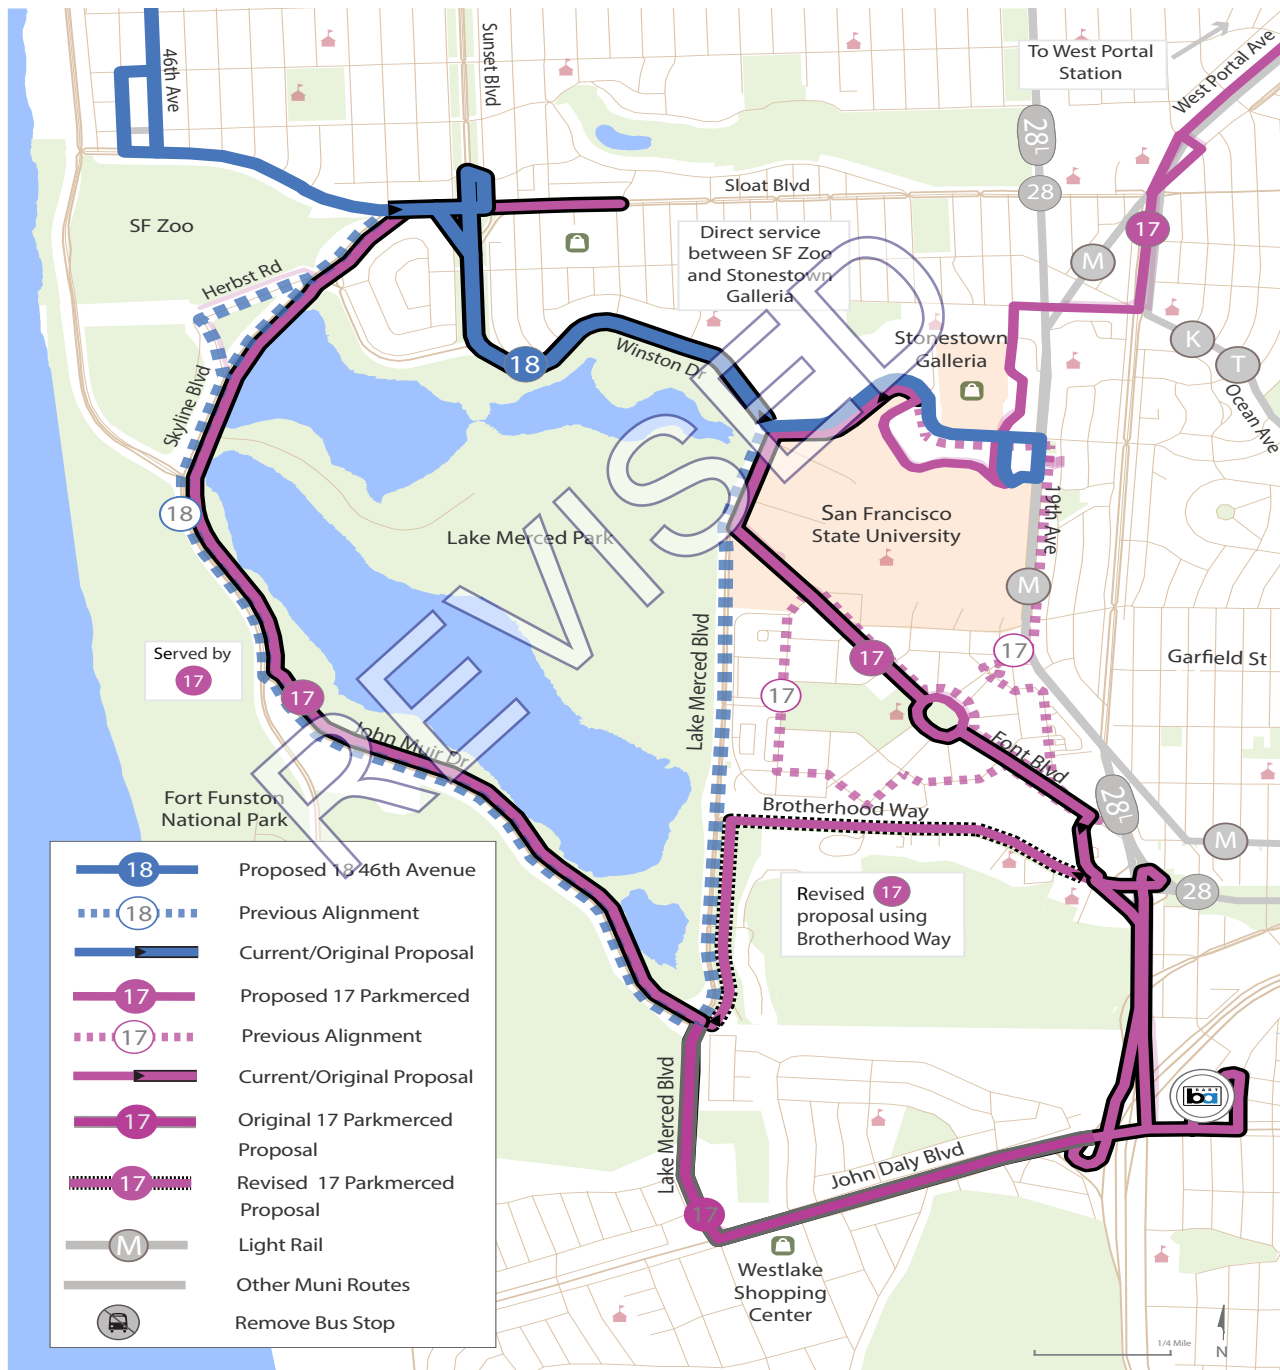 46th Ave
Sunset Blvd
To West Portal
Station
West Portal Ave
28L
28
Sloat Blvd
SF Zoo
17
Direct service
between SF Zoo
and Stonestown
Galleria
M
Herbst Rd
Stonestown
Galleria
K
T
18
Winston Dr
Ocean Ave
Skyline Blvd
18
19th Ave
San Francisco
State University
Lake Merced Park
M
REVISED
Lake Merced Blvd
17
17
Garfield St
Served by
17
17
17
John Muir Dr
Font Blvd
Fort Funston
National Park
Brotherhood Way
28L
M
28
Revised 17
proposal using
Brotherhood Way
18 Proposed 18 46th Avenue
18 Previous Alignment
Current/Original Proposal
17 Proposed 17 Parkmerced
17 Previous Alignment
Current/Original Proposal
17 Original 17 Parkmerced
Proposal
17 Revised 17 Parkmerced
Proposal
M Light Rail
Other Muni Routes
Remove Bus Stop
Lake Merced Blvd
BART
ba
John Daly Blvd
17
Westlake
Shopping
Center
1/4 Mile
N